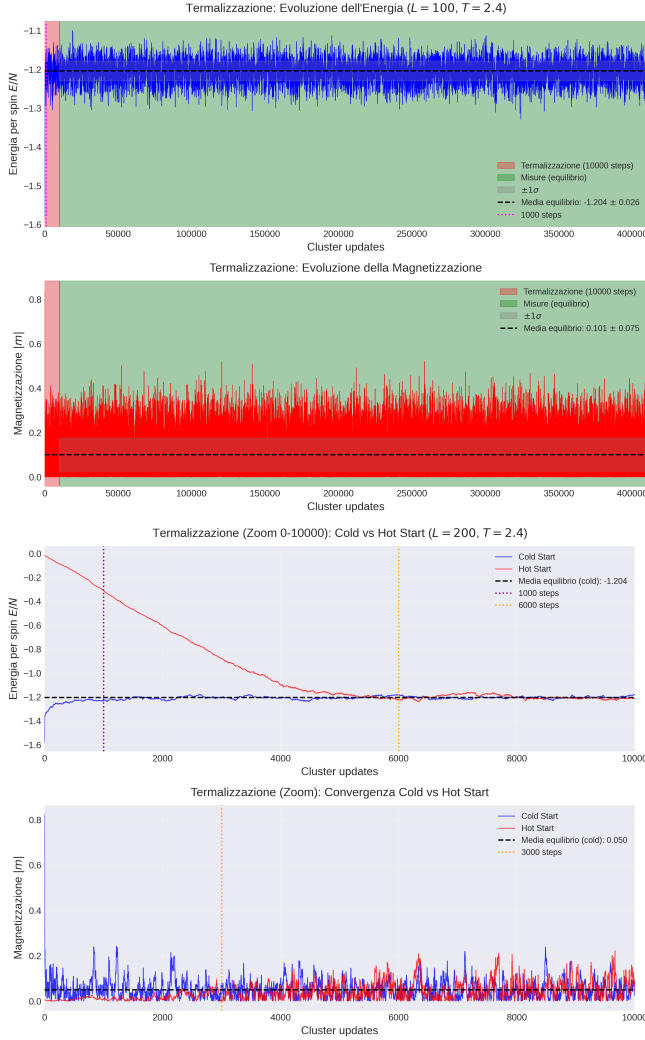 Termalizzazione: Evoluzione dell'Energia (L = 100, T = 2.4)
Energia per spin E/N
−1.1
−1.2
−1.3
−1.4
−1.5
−1.6
Termalizzazione (10000 steps)
Misure (equilibrio)
±1σ
Media equilibrio: -1.204 ± 0.026
1000 steps
0 50000 100000 150000 200000 250000 300000 350000 400000
Cluster updates
Termalizzazione: Evoluzione della Magnetizzazione
Magnetizzazione |m|
0.8
0.6
0.4
0.2
0.0
Termalizzazione (10000 steps)
Misure (equilibrio)
±1σ
Media equilibrio: 0.101 ± 0.075
0 50000 100000 150000 200000 250000 300000 350000
Cluster updates
Termalizzazione (Zoom 0-10000): Cold vs Hot Start (L = 200, T = 2.4)
Energia per spin E/N
0.0
−0.2
−0.4
−0.6
−0.8
−1.0
−1.2
−1.4
−1.6
Cold Start
Hot Start
Media equilibrio (cold): -1.204
1000 steps
6000 steps
0 2000 4000 6000 8000 10000
Cluster updates
Termalizzazione (Zoom): Convergenza Cold vs Hot Start
Magnetizzazione |m|
0.8
0.6
0.4
0.2
0.0
Cold Start
Hot Start
Media equilibrio (cold): 0.050
3000 steps
0 2000 4000 6000 8000
Cluster updates